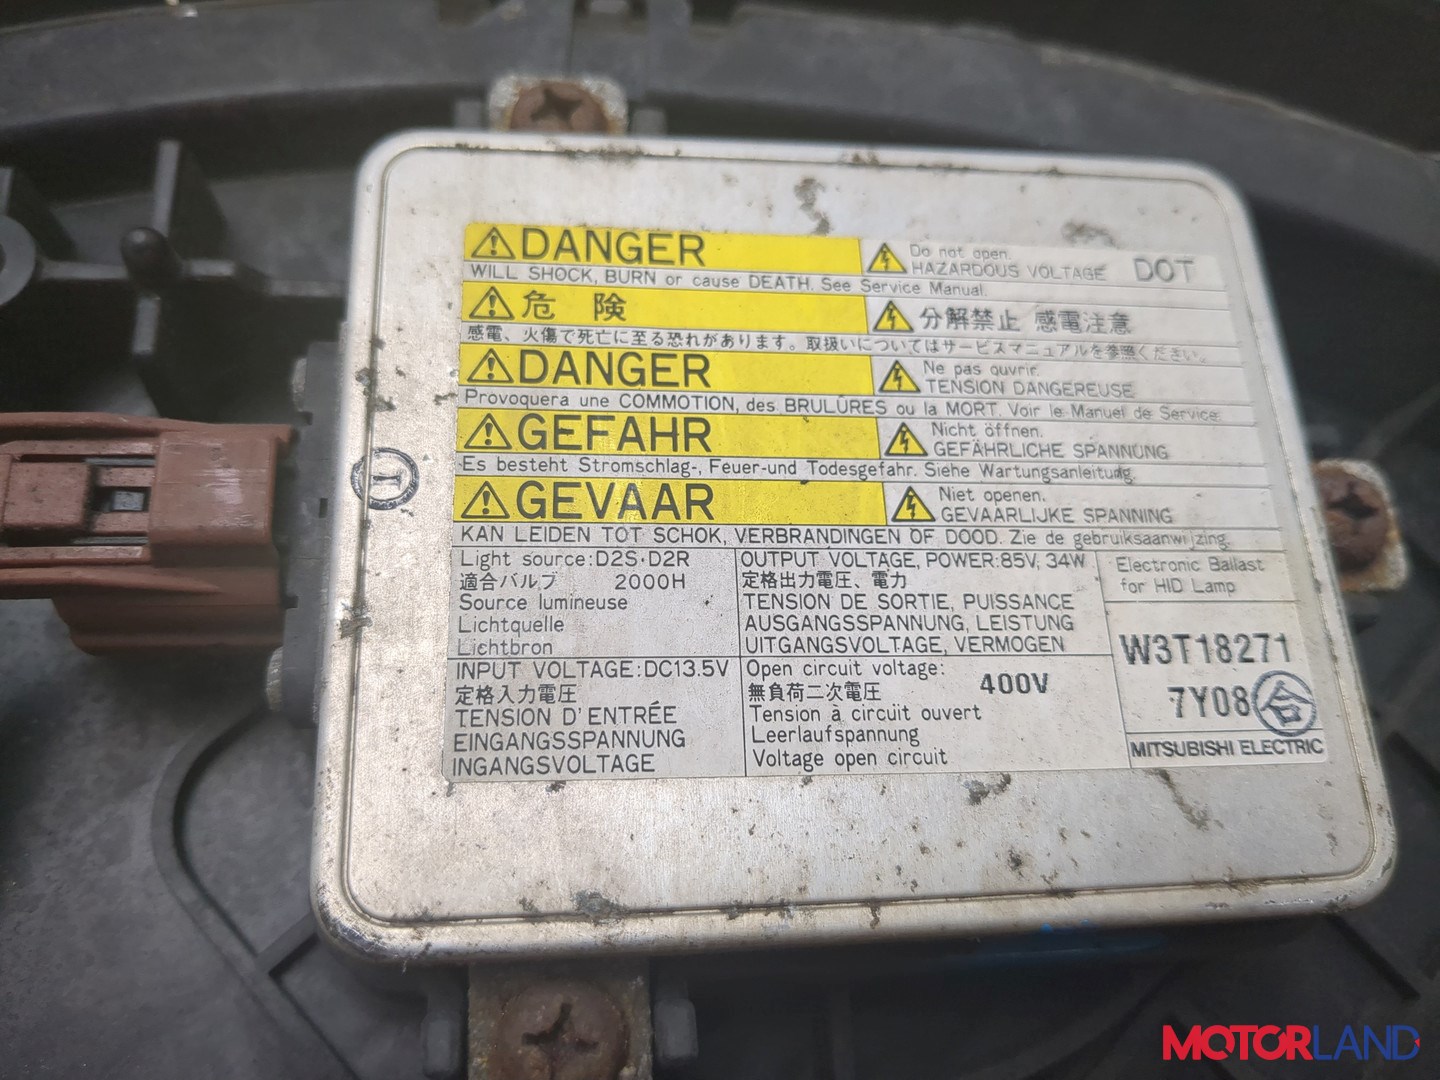 DANGER
Do not open.
HAZARDOUS VOLTAGE
DOT
WILL SHOCK, BURN or cause DEATH. See Service Manual.
危 険
分解禁止 感電注意
感電、火傷で死亡に至る恐れがあります。取扱いについてはサービスマニュアルを参照ください。
DANGER
Ne pas ouvrir.
TENSION DANGEREUSE
Provoquera une COMMOTION, des BRULÛRES ou la MORT. Voir le Manuel de Service.
GEFAHR
Nicht öffnen.
GEFÄHRLICHE SPANNUNG
Es besteht Stromschlag-, Feuer-und Todesgefahr. Siehe Wartungsanleitung.
GEVAAR
Niet openen.
GEVAARLIJKE SPANNING
KAN LEIDEN TOT SCHOK, VERBRANDINGEN OF DOOD. Zie de gebruiksaanwijzing.
T
Light source:D2S·D2R
適合バルブ 2000H
Source lumineuse
Lichtquelle
Lichtbron
OUTPUT VOLTAGE, POWER:85V, 34W
定格出力電圧、電力
TENSION DE SORTIE, PUISSANCE
AUSGANGSSPANNUNG, LEISTUNG
UITGANGSVOLTAGE, VERMOGEN
Electronic Ballast
for HID Lamp
INPUT VOLTAGE:DC13.5V
定格入力電圧
TENSION D'ENTRÉE
EINGANGSSPANNUNG
INGANGSVOLTAGE
Open circuit voltage:
無負荷二次電圧 400V
Tension à circuit ouvert
Leerlaufspannung
Voltage open circuit
W3T18271
7Y08 合
MITSUBISHI ELECTRIC
MOTORLAND